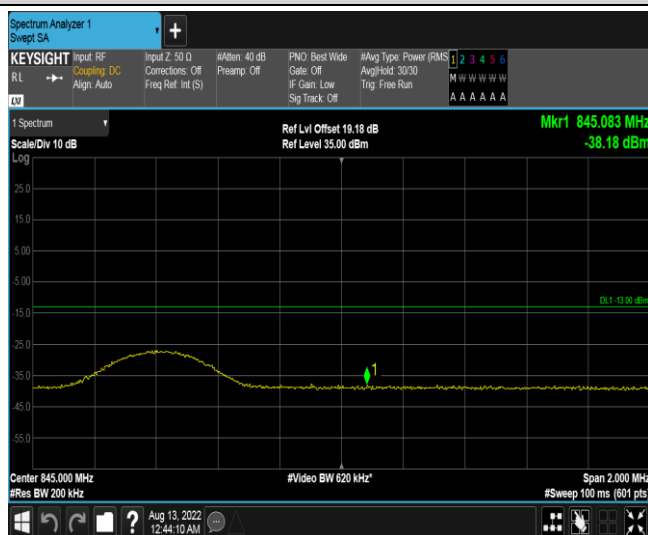 Spectrum Analyzer 1
Swept SA
+
KEYSIGHT
RL
LXI
Input: RF
Coupling: DC
Align: Auto
Input Z: 50 Ω
Corrections: Off
Freq Ref: Int (S)
#Atten: 40 dB
Preamp: Off
PNO: Best Wide
Gate: Off
IF Gain: Low
Sig Track: Off
#Avg Type: Power (RMS
Avg|Hold: 30/30
Trig: Free Run
1 2 3 4 5 6
M W W W W W
A A A A A A
1 Spectrum
Scale/Div 10 dB
Log
Ref Lvl Offset 19.18 dB
Ref Level 35.00 dBm
Mkr1 845.083 MHz
-38.18 dBm
25.0
15.0
5.00
-5.00
DL1 -13.00 dBm
-15.0
-25.0
-35.0
1
-45.0
-55.0
Center 845.000 MHz
#Res BW 200 kHz
#Video BW 620 kHz*
Span 2.000 MHz
#Sweep 100 ms (601 pts)
?
Aug 13, 2022
12:44:10 AM